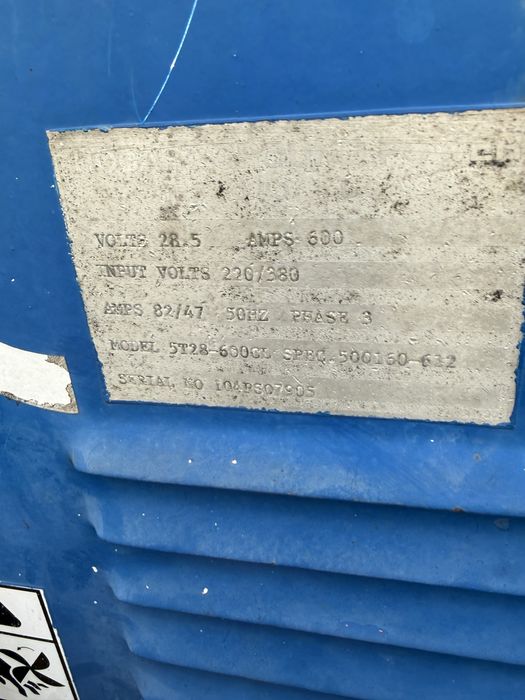 VOLTS 28.5 AMPS 600
INPUT VOLTS 220/380
AMPS 82/47 50HZ PHASE 3
MODEL 5T28-600CL SPEC. 500160-612
SERIAL NO 104PS07905